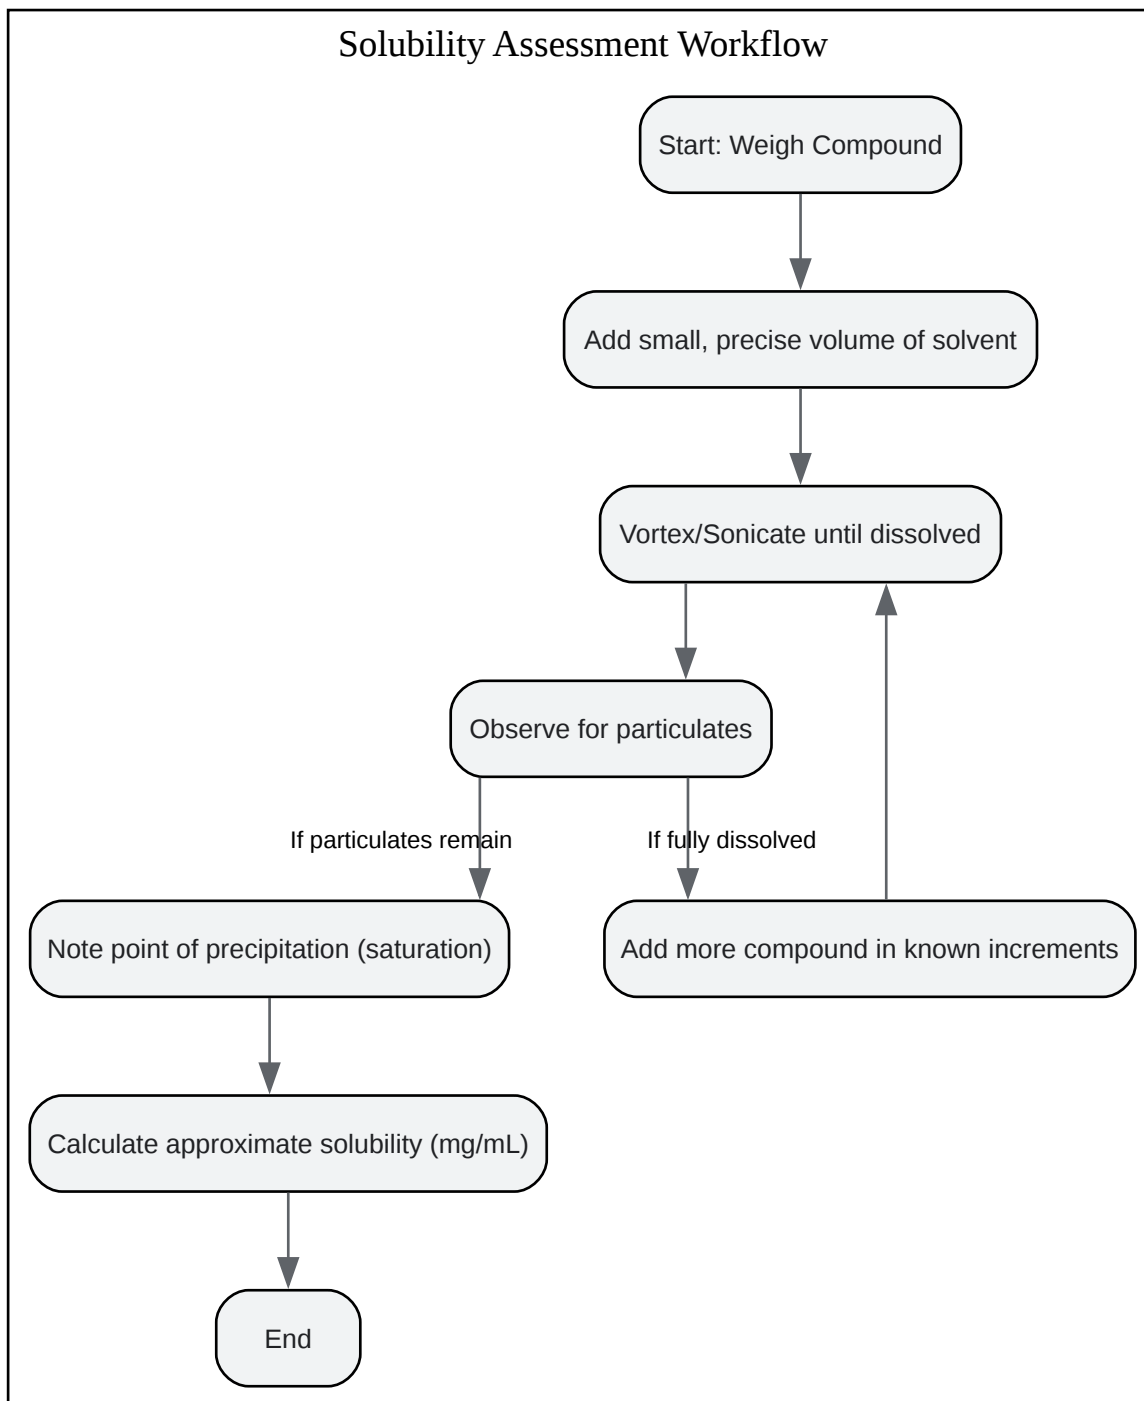 Solubility Assessment Workflow
Start: Weigh Compound
Add small, precise volume of solvent
Vortex/Sonicate until dissolved
Observe for particulates
If particulates remain
If fully dissolved
Note point of precipitation (saturation)
Add more compound in known increments
Calculate approximate solubility (mg/mL)
End